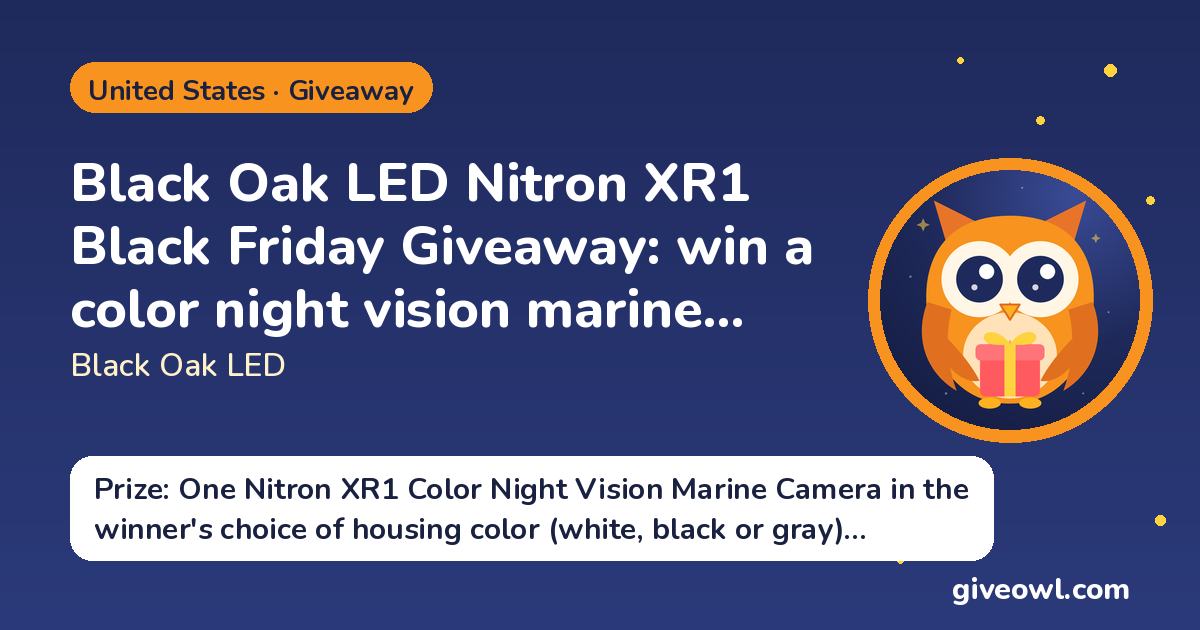 United States · Giveaway
Black Oak LED Nitron XR1
Black Friday Giveaway: win a
color night vision marine...
Black Oak LED
Prize: One Nitron XR1 Color Night Vision Marine Camera in the
winner's choice of housing color (white, black or gray)...
giveowl.com